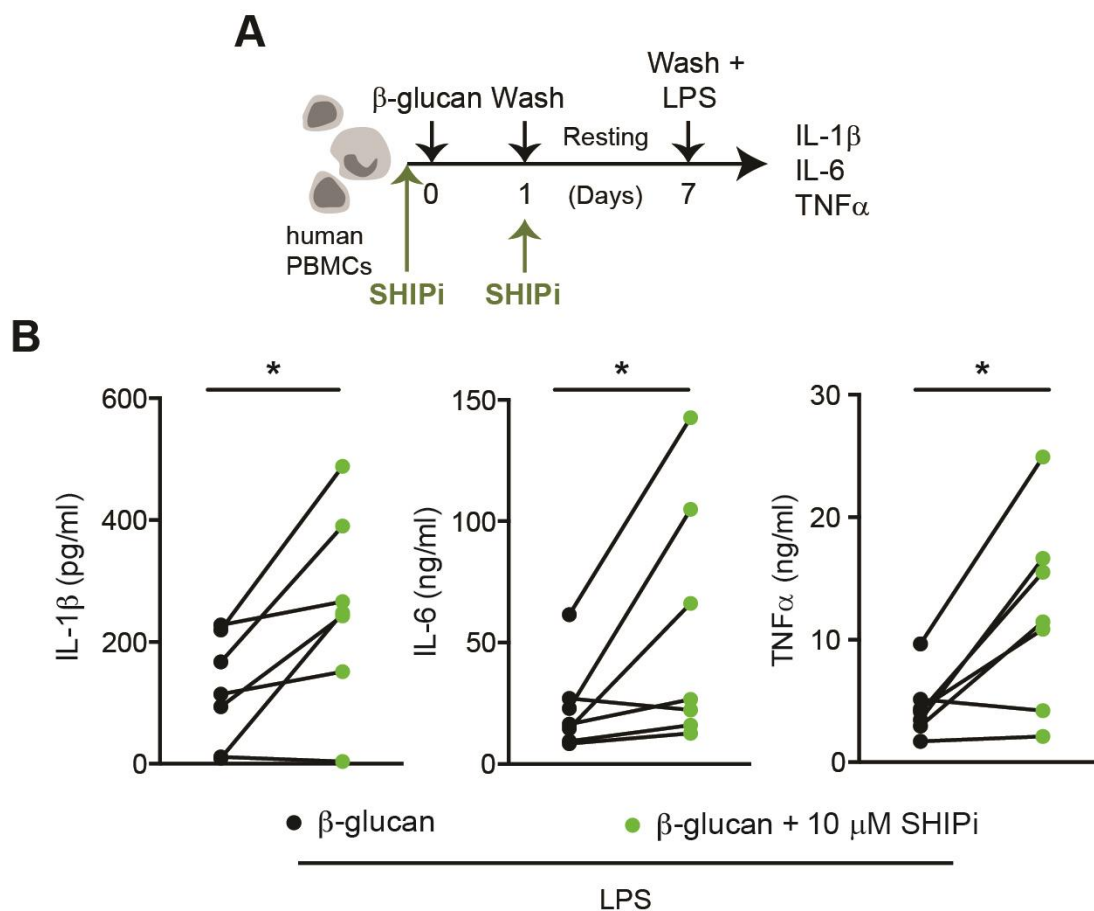 A
Wash +
β-glucan Wash LPS
Resting
0 1 (Days) 7
IL-1β
IL-6
TNFα
human
PBMCs
SHIPi SHIPi
B
* * *
600
400
200
0
IL-1β (pg/ml)
150
100
50
0
IL-6 (ng/ml)
30
20
10
0
TNFα (ng/ml)
β-glucan
β-glucan + 10 μM SHIPi
LPS